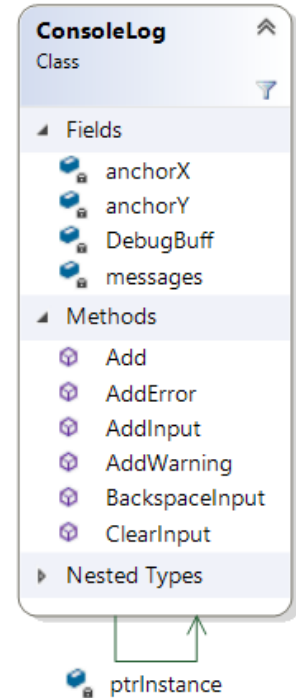 ConsoleLog
Class
Fields
anchorX
anchorY
DebugBuff
messages
Methods
Add
AddError
AddInput
AddWarning
BackspaceInput
ClearInput
Nested Types
ptrInstance